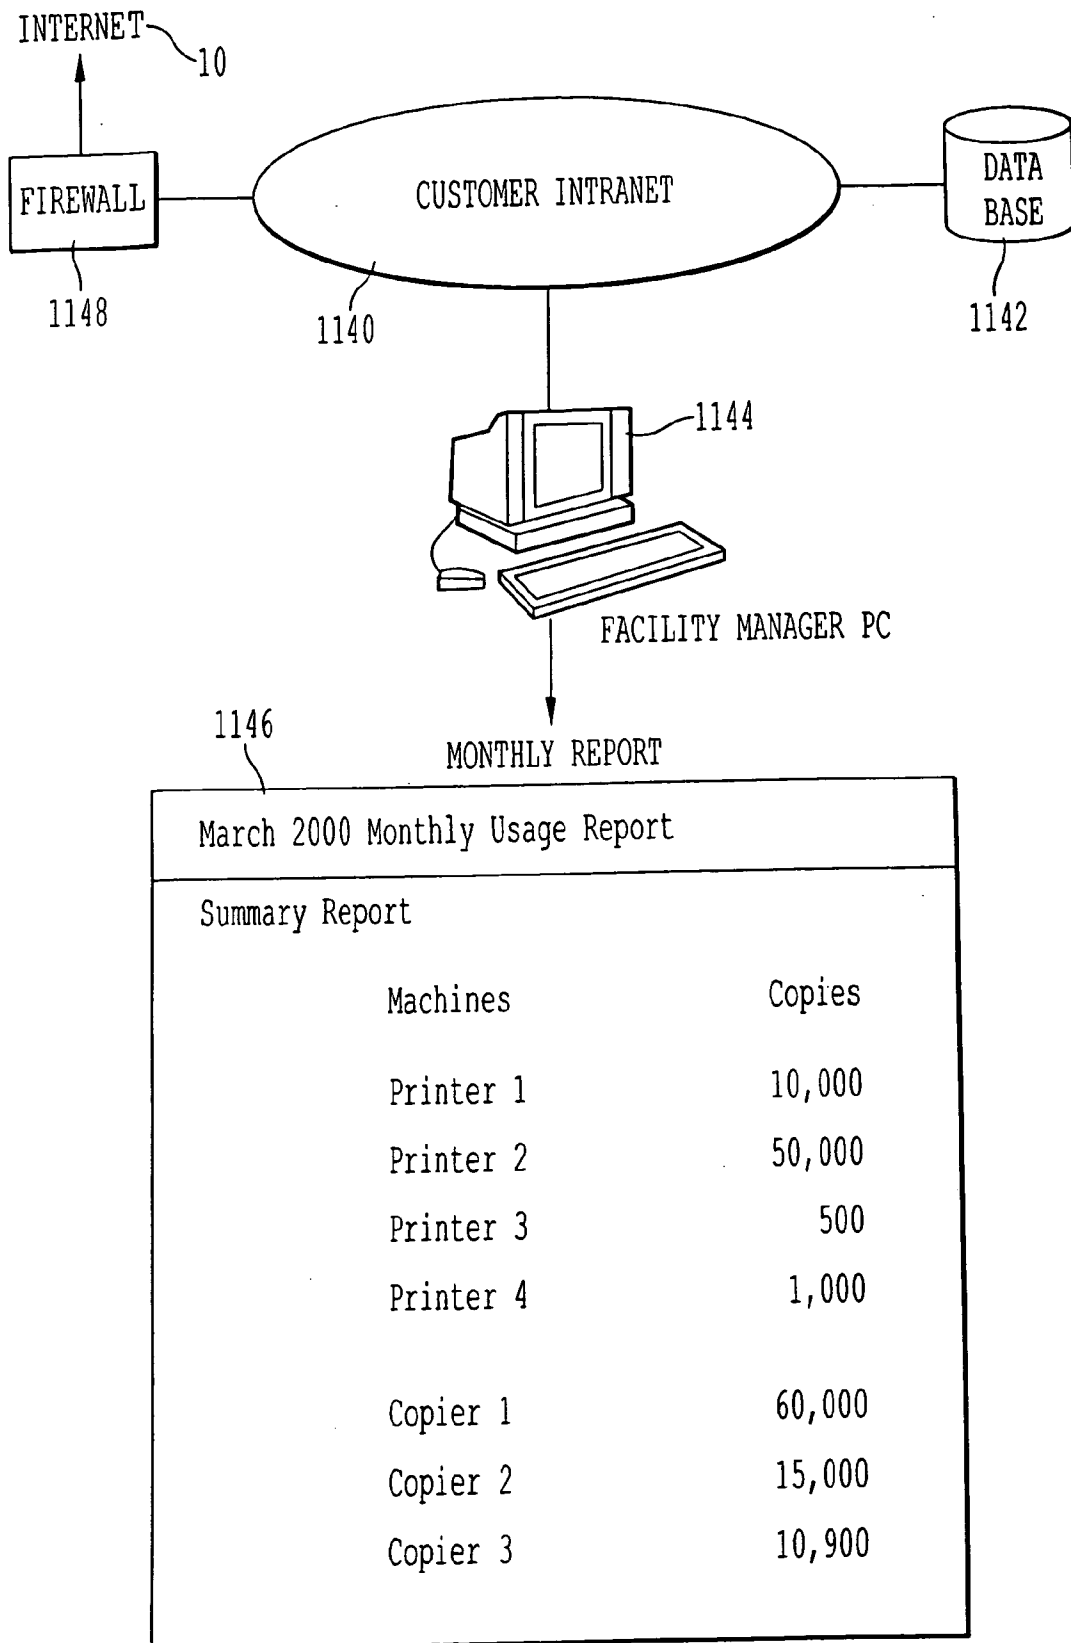 INTERNET
10
FIREWALL
1148
CUSTOMER INTRANET
1140
DATA
BASE
1142
1144
FACILITY MANAGER PC
1146
MONTHLY REPORT
March 2000 Monthly Usage Report
Summary Report
Machines Copies
Printer 1 10,000
Printer 2 50,000
Printer 3 500
Printer 4 1,000
Copier 1 60,000
Copier 2 15,000
Copier 3 10,900